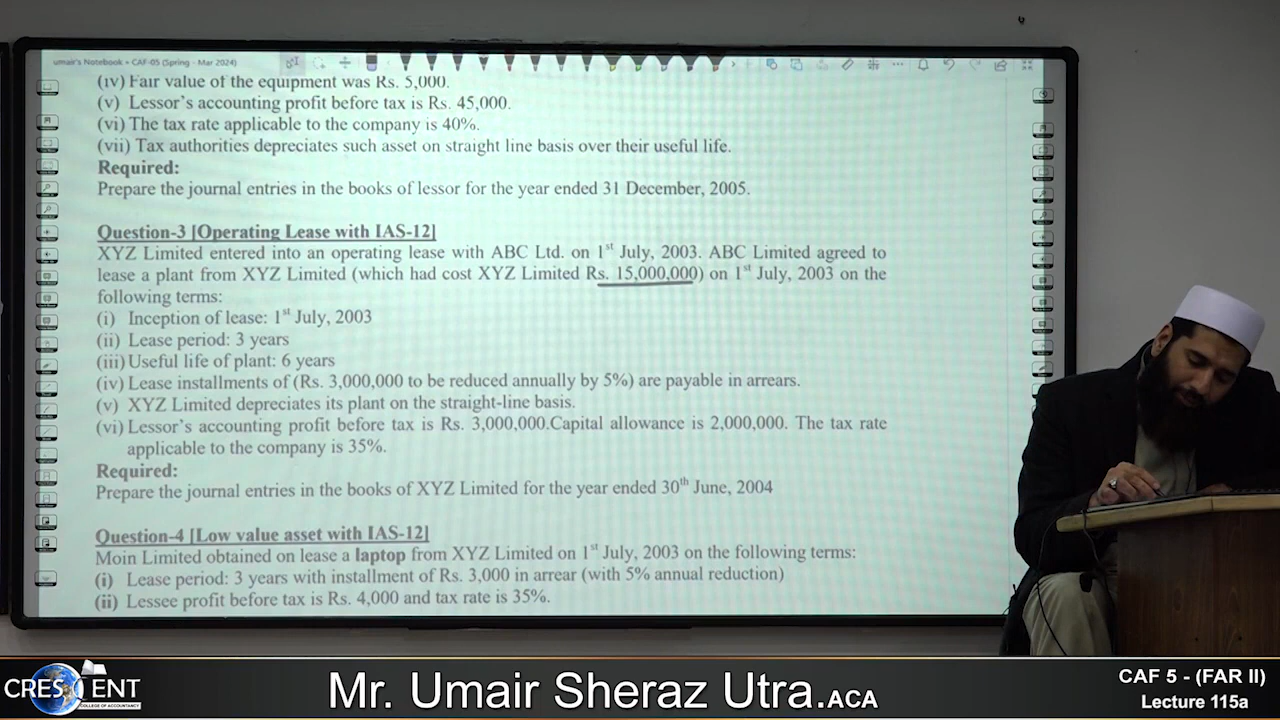 umair's Notebook » CAF-05 (Spring - Mar 2024)
(iv) Fair value of the equipment was Rs. 5,000.
(v) Lessor's accounting profit before tax is Rs. 45,000.
(vi) The tax rate applicable to the company is 40%.
(vii) Tax authorities depreciates such asset on straight line basis over their useful life.
Required:
Prepare the journal entries in the books of lessor for the year ended 31 December, 2005.
Question-3 [Operating Lease with IAS-12]
XYZ Limited entered into an operating lease with ABC Ltd. on 1st July, 2003. ABC Limited agreed to
lease a plant from XYZ Limited (which had cost XYZ Limited Rs. 15,000,000) on 1st July, 2003 on the
following terms:
(i) Inception of lease: 1st July, 2003
(ii) Lease period: 3 years
(iii) Useful life of plant: 6 years
(iv) Lease installments of (Rs. 3,000,000 to be reduced annually by 5%) are payable in arrears.
(v) XYZ Limited depreciates its plant on the straight-line basis.
(vi) Lessor's accounting profit before tax is Rs. 3,000,000.Capital allowance is 2,000,000. The tax rate
applicable to the company is 35%.
Required:
Prepare the journal entries in the books of XYZ Limited for the year ended 30th June, 2004
Question-4 [Low value asset with IAS-12]
Moin Limited obtained on lease a laptop from XYZ Limited on 1st July, 2003 on the following terms:
(i) Lease period: 3 years with installment of Rs. 3,000 in arrear (with 5% annual reduction)
(ii) Lessee profit before tax is Rs. 4,000 and tax rate is 35%.
CRESCENT
COLLEGE OF ACCOUNTANCY
Mr. Umair Sheraz Utra.ACA
CAF 5 - (FAR II)
Lecture 115a